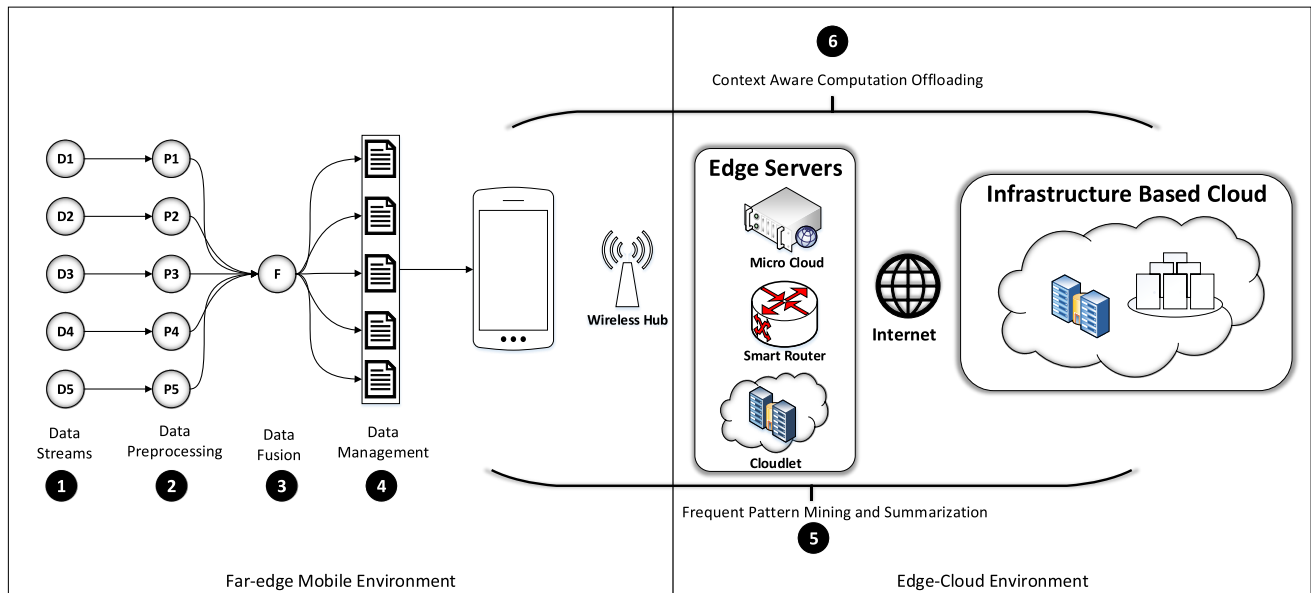 6
Context Aware Computation Offloading
D1
P1
D2
P2
D3
P3
F
D4
P4
D5
P5
Data
Streams
1
Data
Preprocessing
2
Data
Fusion
3
Data
Management
4
Wireless Hub
Edge Servers
Micro Cloud
Smart Router
Cloudlet
Internet
Infrastructure Based Cloud
Frequent Pattern Mining and Summarization
5
Far-edge Mobile Environment
Edge-Cloud Environment